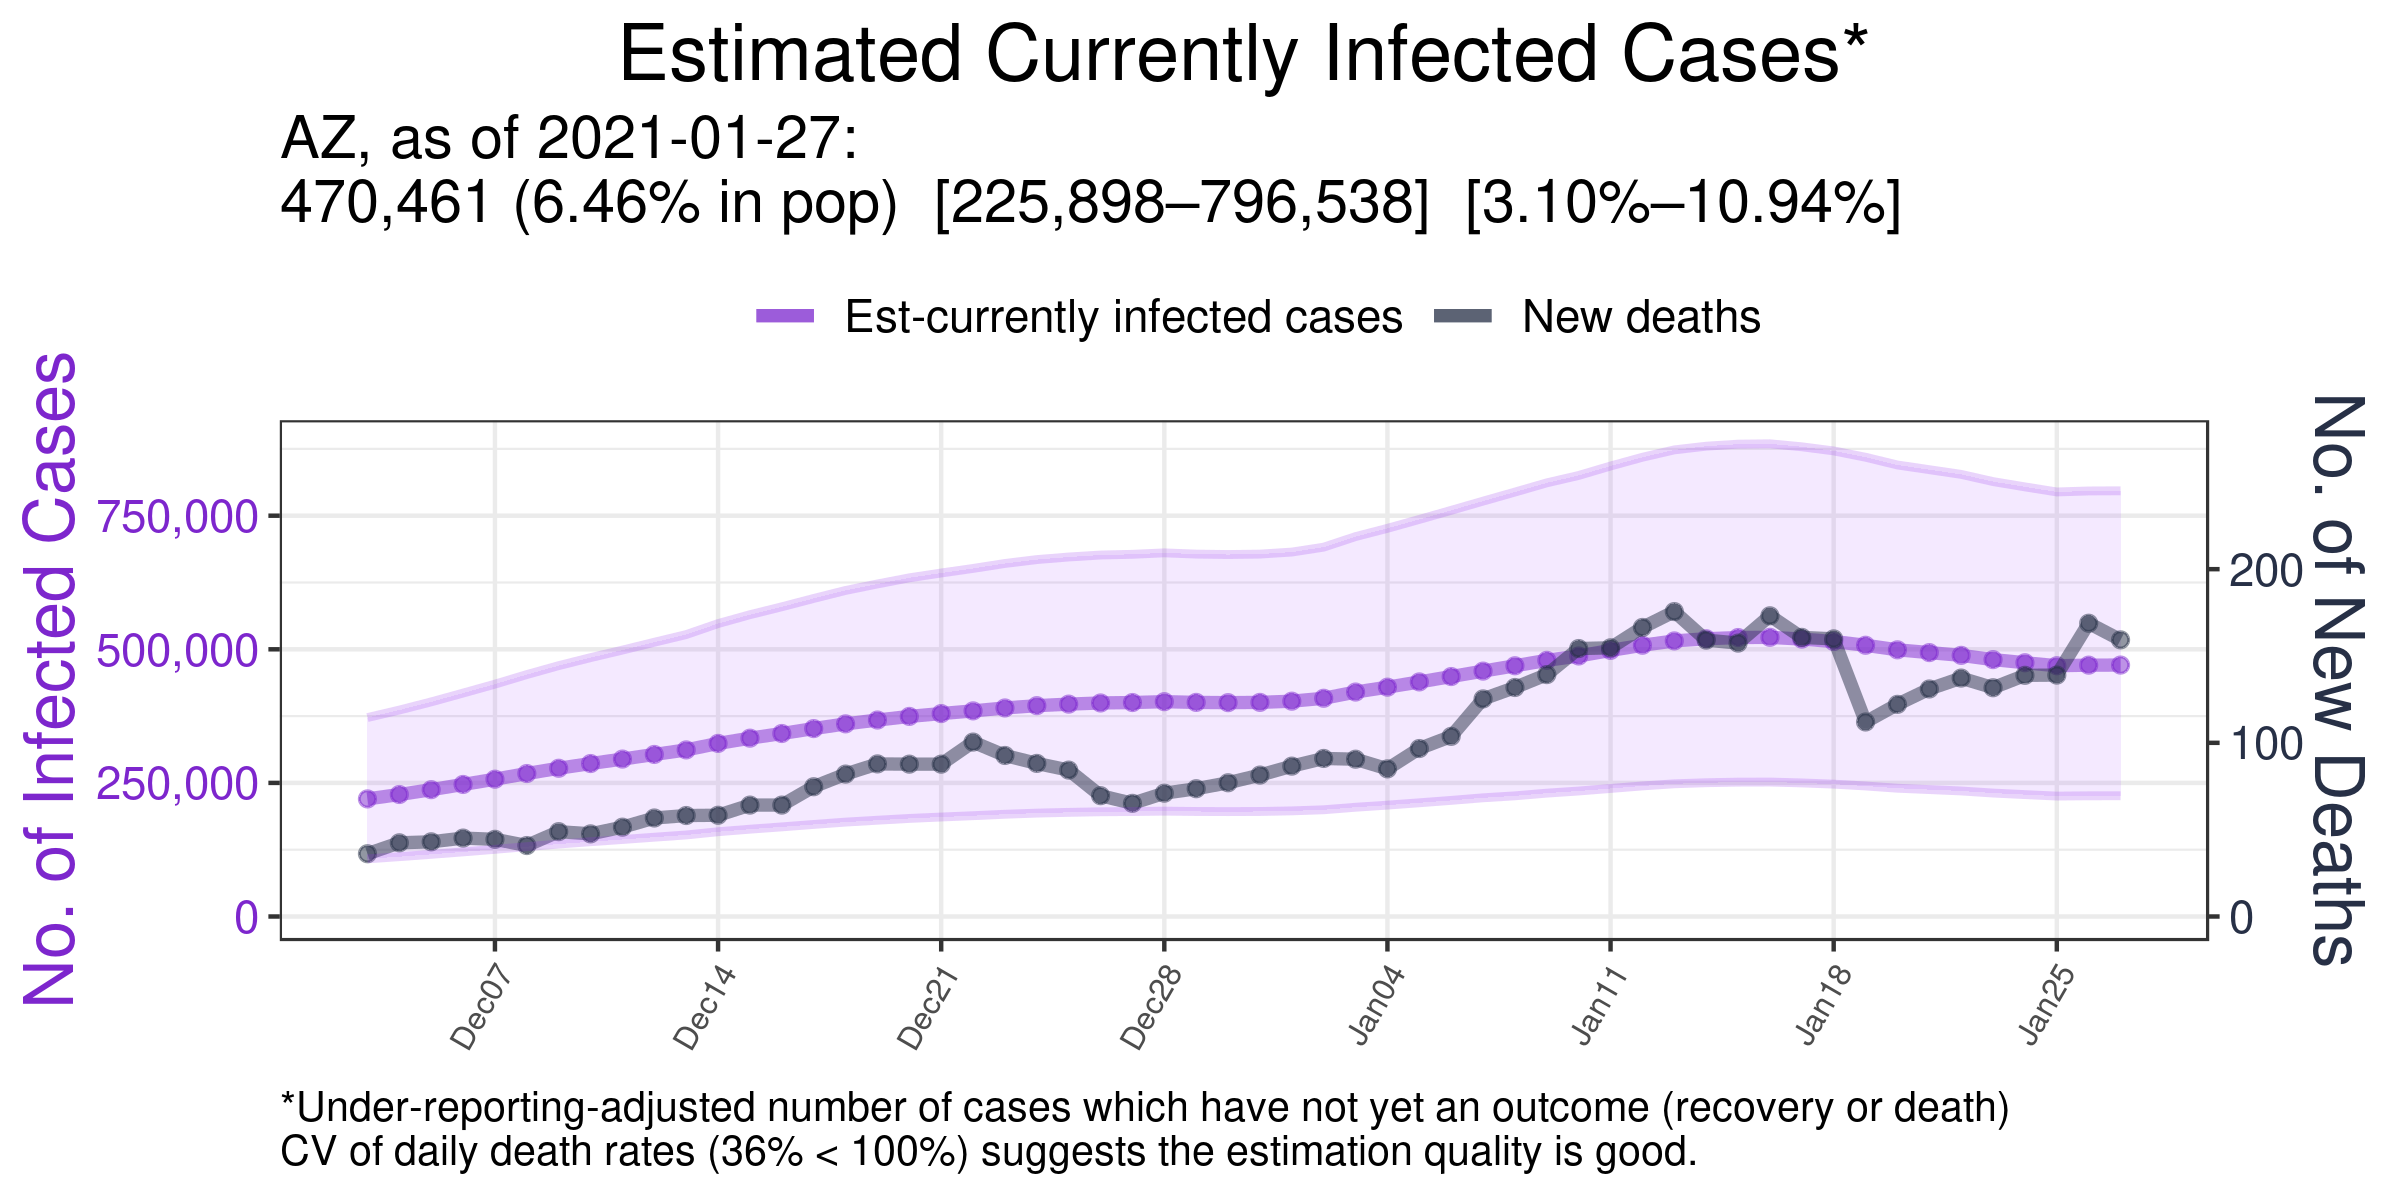 Estimated Currently Infected Cases*
AZ, as of 2021-01-27:
470,461 (6.46% in pop) [225,898–796,538] [3.10%–10.94%]
Est-currently infected cases New deaths
No. of Infected Cases
750,000
500,000
250,000
0
No. of New Deaths
200
100
0
Dec07 Dec14 Dec21 Dec28 Jan04 Jan11 Jan18 Jan25
*Under-reporting-adjusted number of cases which have not yet an outcome (recovery or death)
CV of daily death rates (36% < 100%) suggests the estimation quality is good.